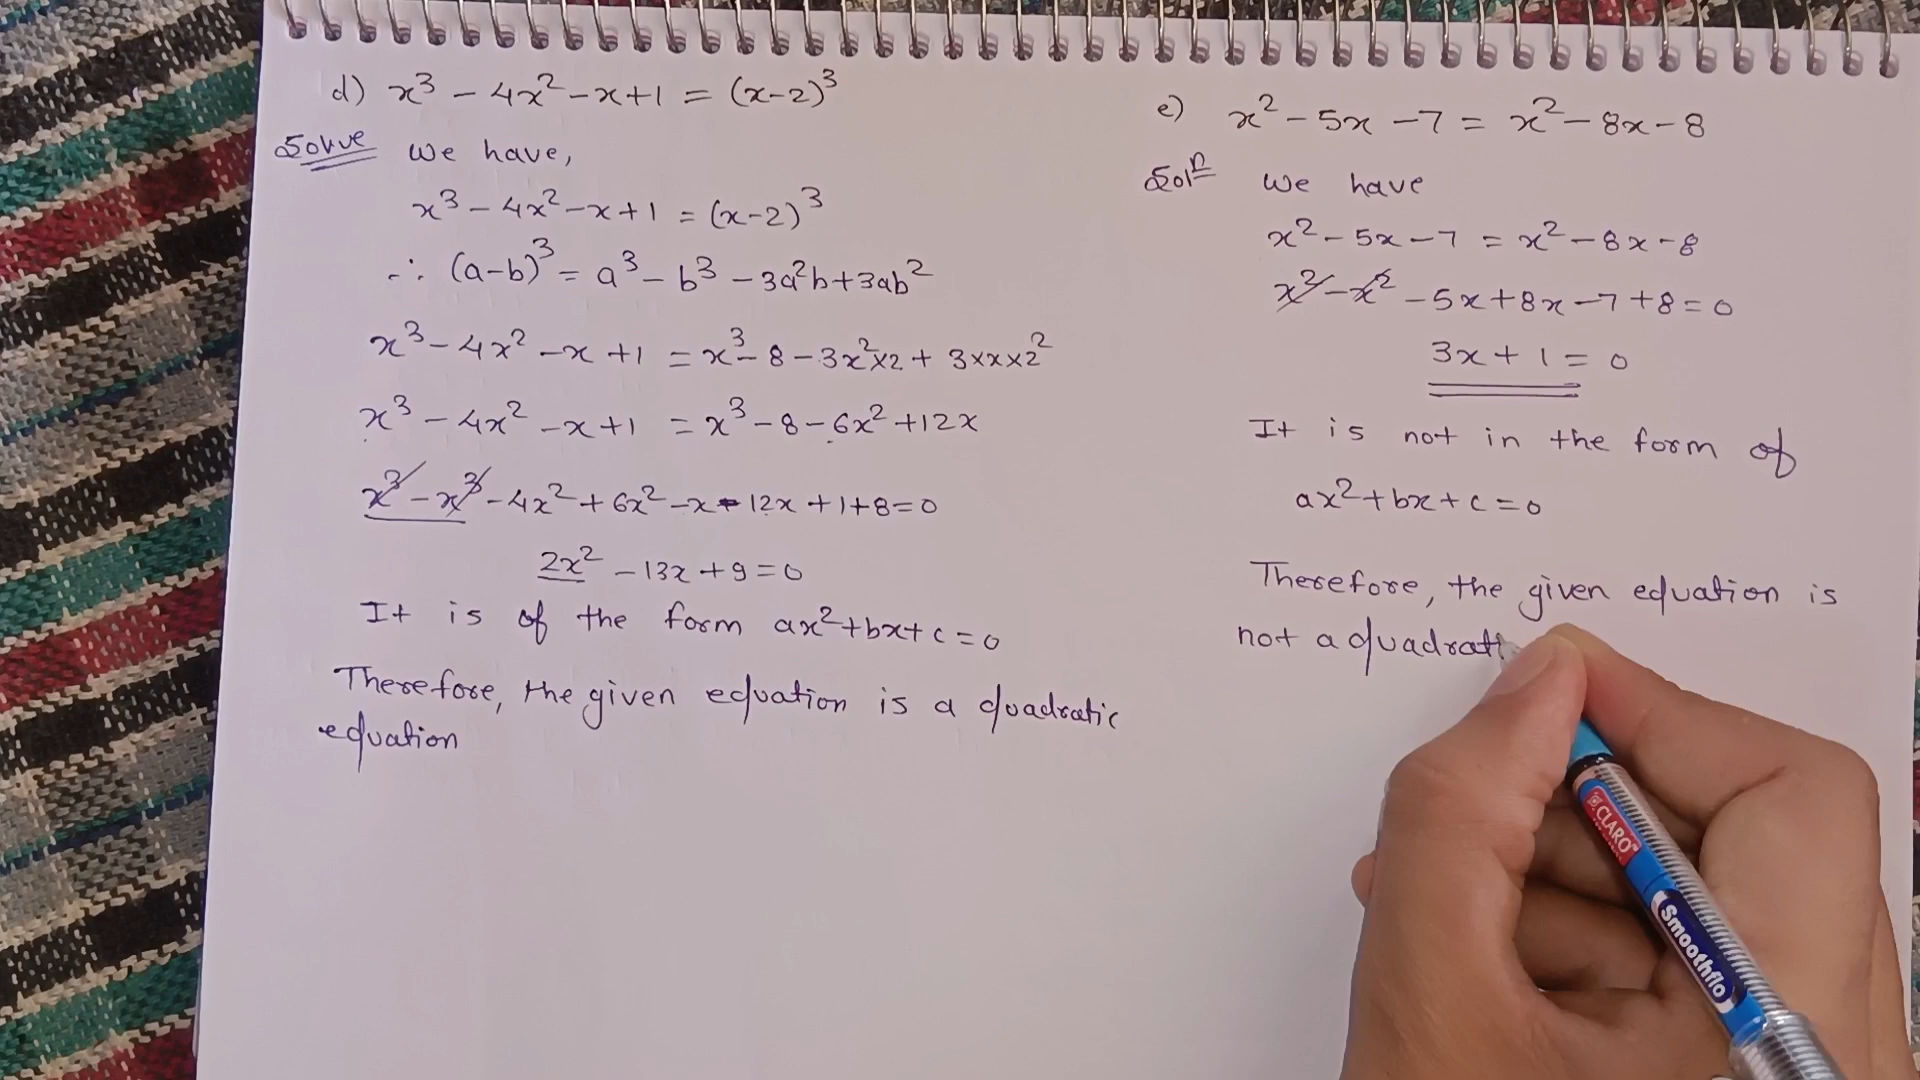 d) x³ - 4x² - x + 1 = (x-2)³
Solve We have,
x³ - 4x² - x + 1 = (x-2)³
∴ (a-b)³ = a³ - b³ - 3a²b + 3ab²
x³ - 4x² - x + 1 = x³ - 8 - 3x²×2 + 3×x×2²
x³ - 4x² - x + 1 = x³ - 8 - 6x² + 12x
x³ - x³ - 4x² + 6x² - x - 12x + 1 + 8 = 0
2x² - 13x + 9 = 0
It is of the form ax² + bx + c = 0
Therefore, the given equation is a quadratic
equation
e) x² - 5x - 7 = x² - 8x - 8
Solⁿ We have
x² - 5x - 7 = x² - 8x - 8
x² - x² - 5x + 8x - 7 + 8 = 0
3x + 1 = 0
It is not in the form of
ax² + bx + c = 0
Therefore, the given equation is
not a quadrati
CLARO
Smoothflo